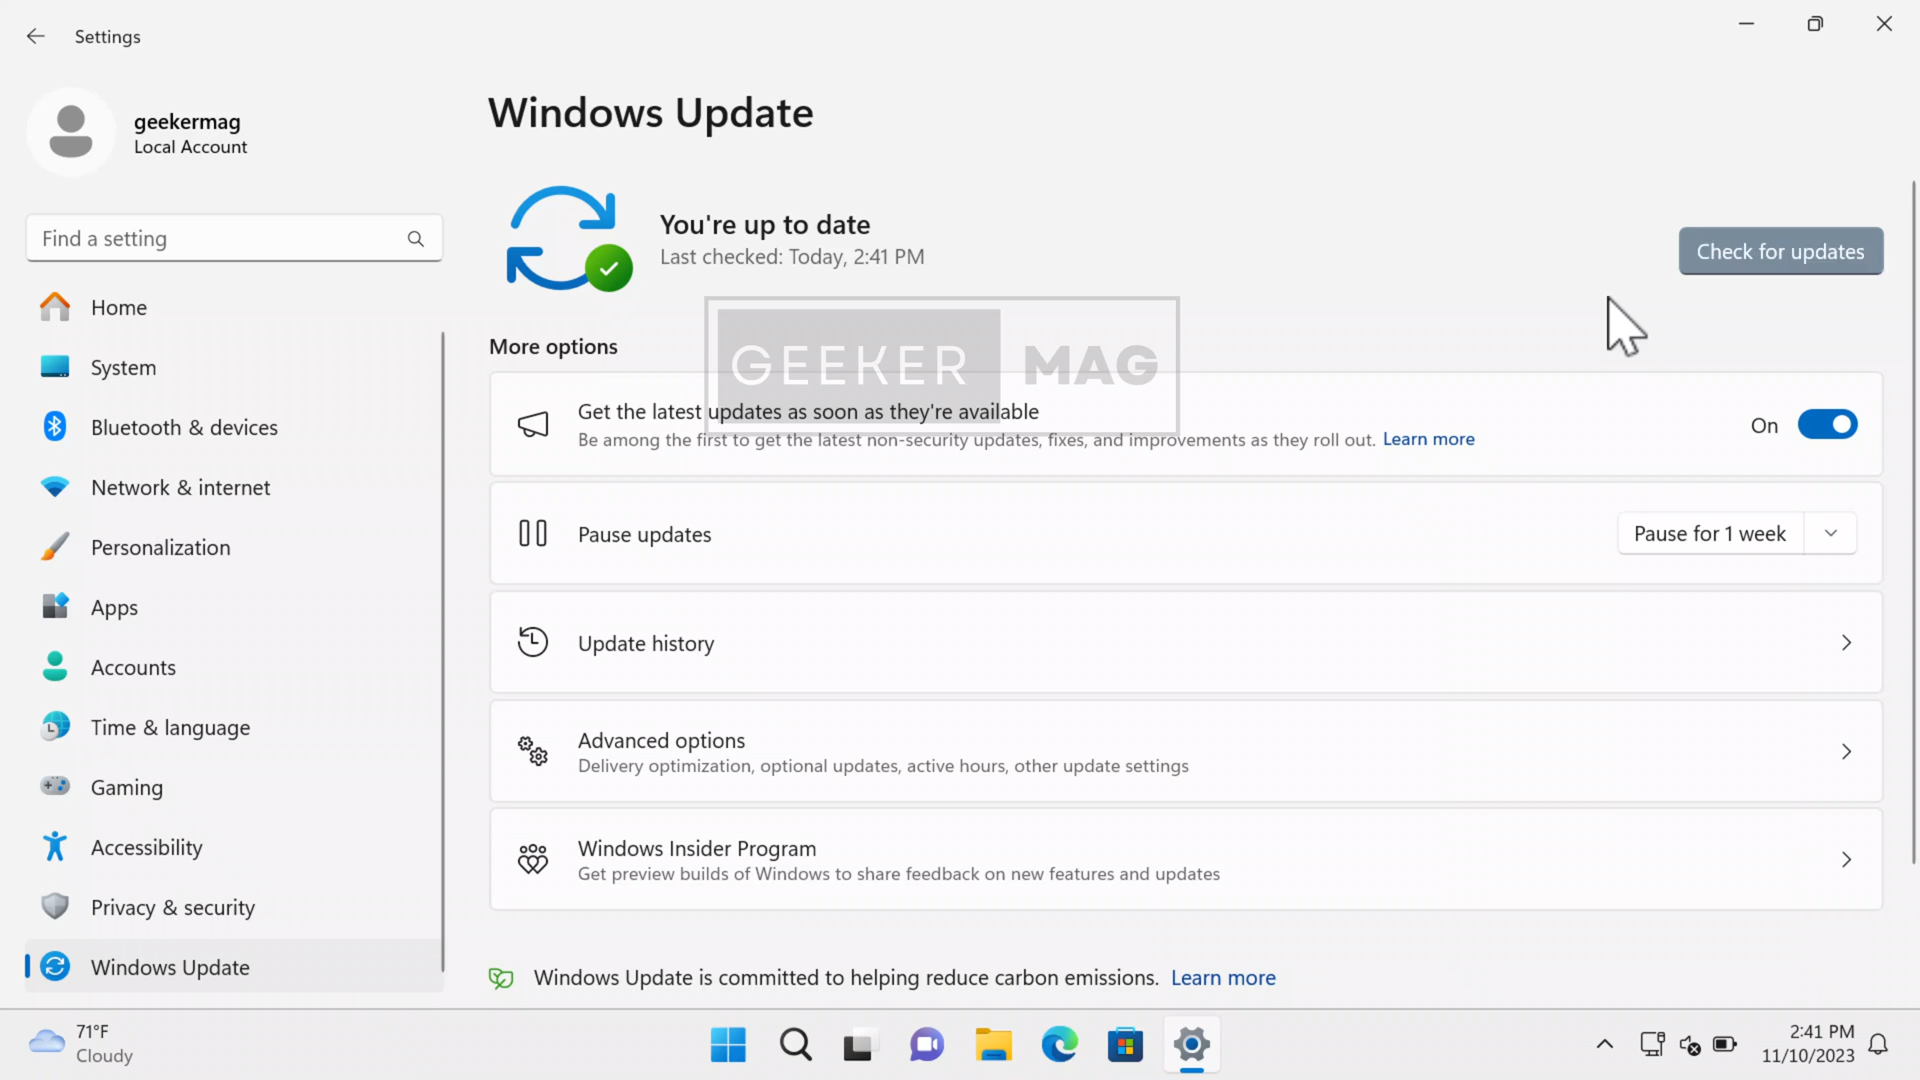 Settings
geekermag
Local Account
Find a setting
Home
System
Bluetooth & devices
Network & internet
Personalization
Apps
Accounts
Time & language
Gaming
Accessibility
Privacy & security
Windows Update
Windows Update
You're up to date
Last checked: Today, 2:41 PM
Check for updates
More options
GEEKER MAG
Get the latest updates as soon as they're available
Be among the first to get the latest non-security updates, fixes, and improvements as they roll out. Learn more
On
Pause updates
Pause for 1 week
Update history
Advanced options
Delivery optimization, optional updates, active hours, other update settings
Windows Insider Program
Get preview builds of Windows to share feedback on new features and updates
Windows Update is committed to helping reduce carbon emissions. Learn more
71°F
Cloudy
2:41 PM
11/10/2023